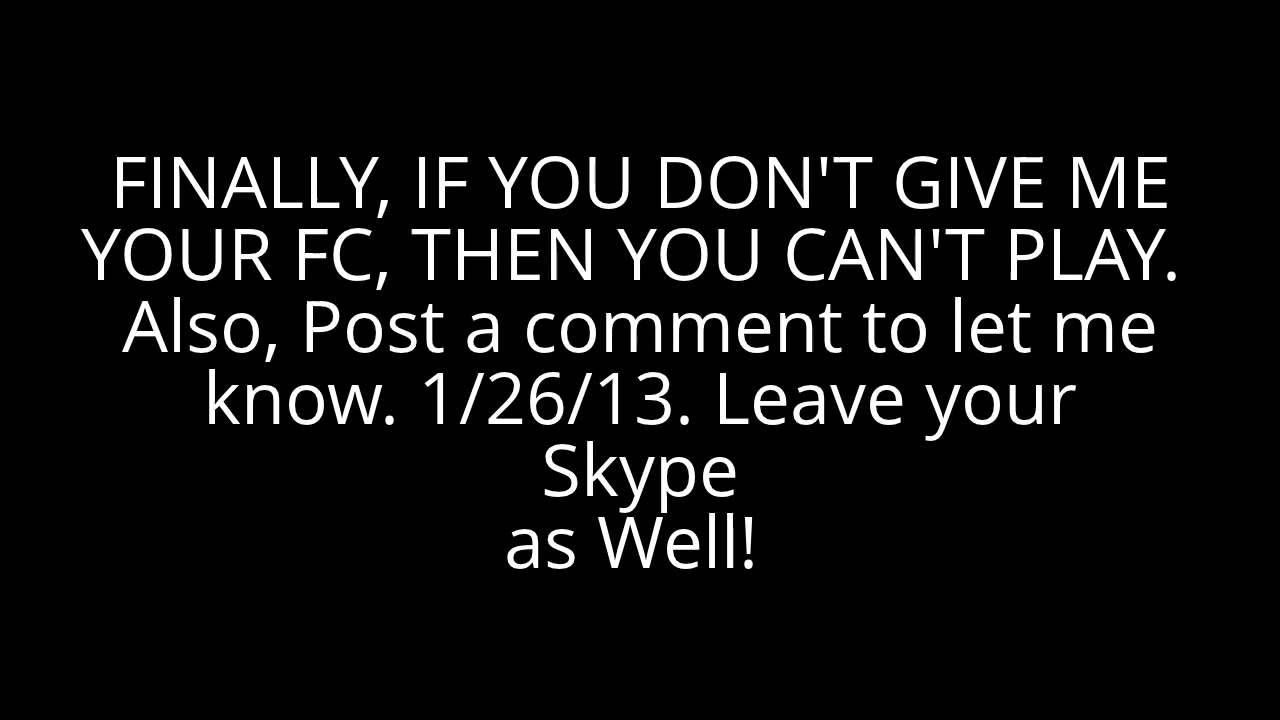 FINALLY, IF YOU DON'T GIVE ME
YOUR FC, THEN YOU CAN'T PLAY.
Also, Post a comment to let me
know. 1/26/13. Leave your
Skype
as Well!